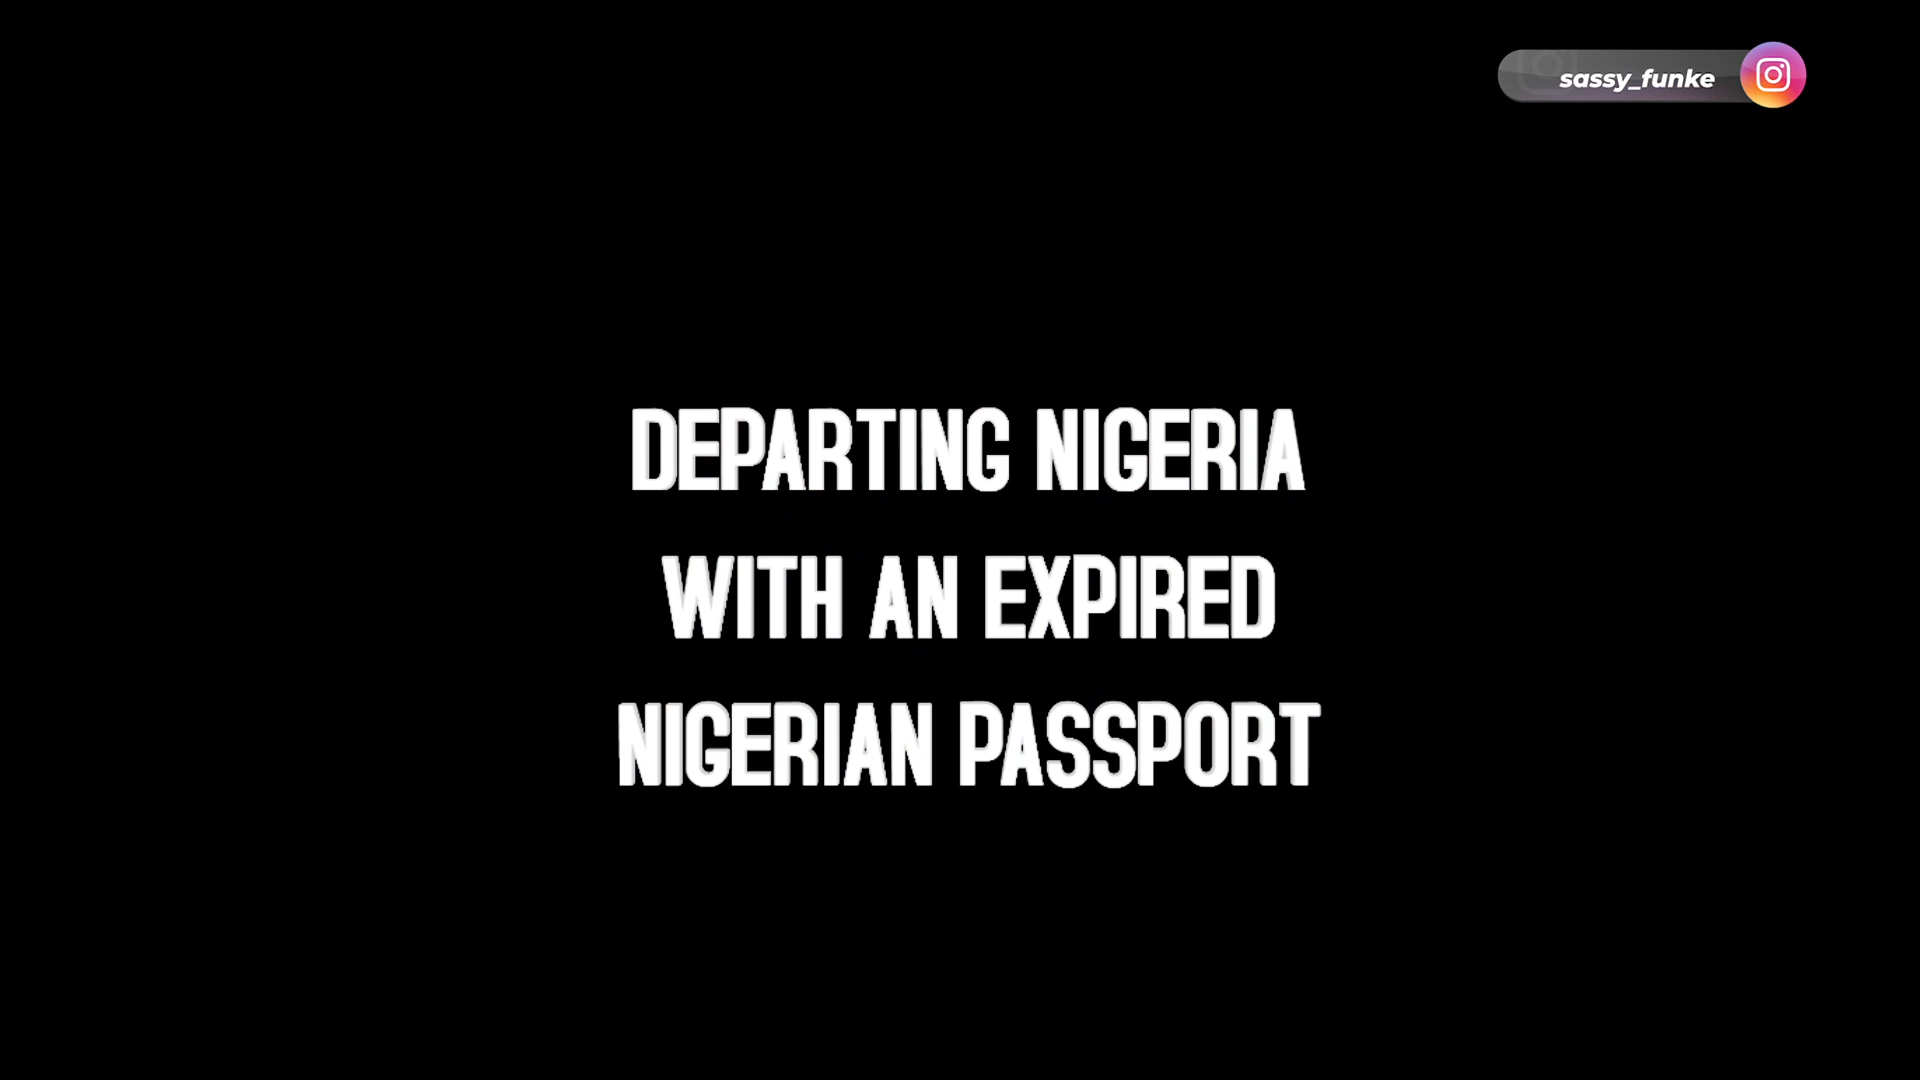 sassy_funke
DEPARTING NIGERIA
WITH AN EXPIRED
NIGERIAN PASSPORT